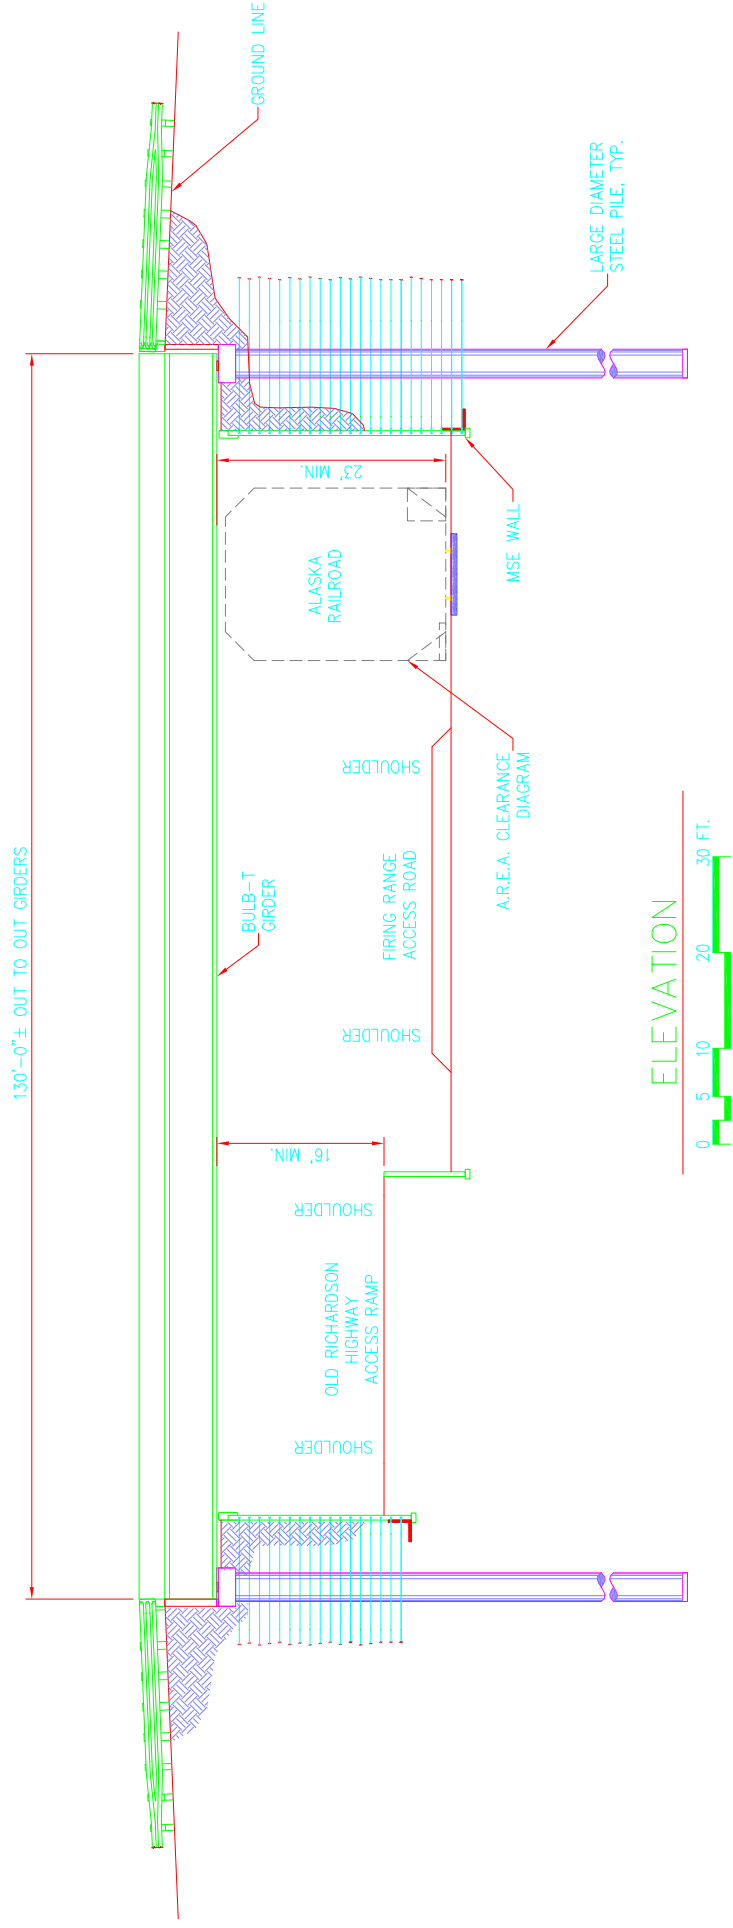 130'-0"± OUT TO OUT GIRDERS
GROUND LINE
BULB-T
GIRDER
LARGE DIAMETER
STEEL PILE, TYP.
16' MIN.
23' MIN.
SHOULDER
OLD RICHARDSON
HIGHWAY
ACCESS RAMP
SHOULDER
SHOULDER
FIRING RANGE
ACCESS ROAD
SHOULDER
ALASKA
RAILROAD
MSE WALL
A.R.E.A. CLEARANCE
DIAGRAM
ELEVATION
0 5 10 20 30 FT.